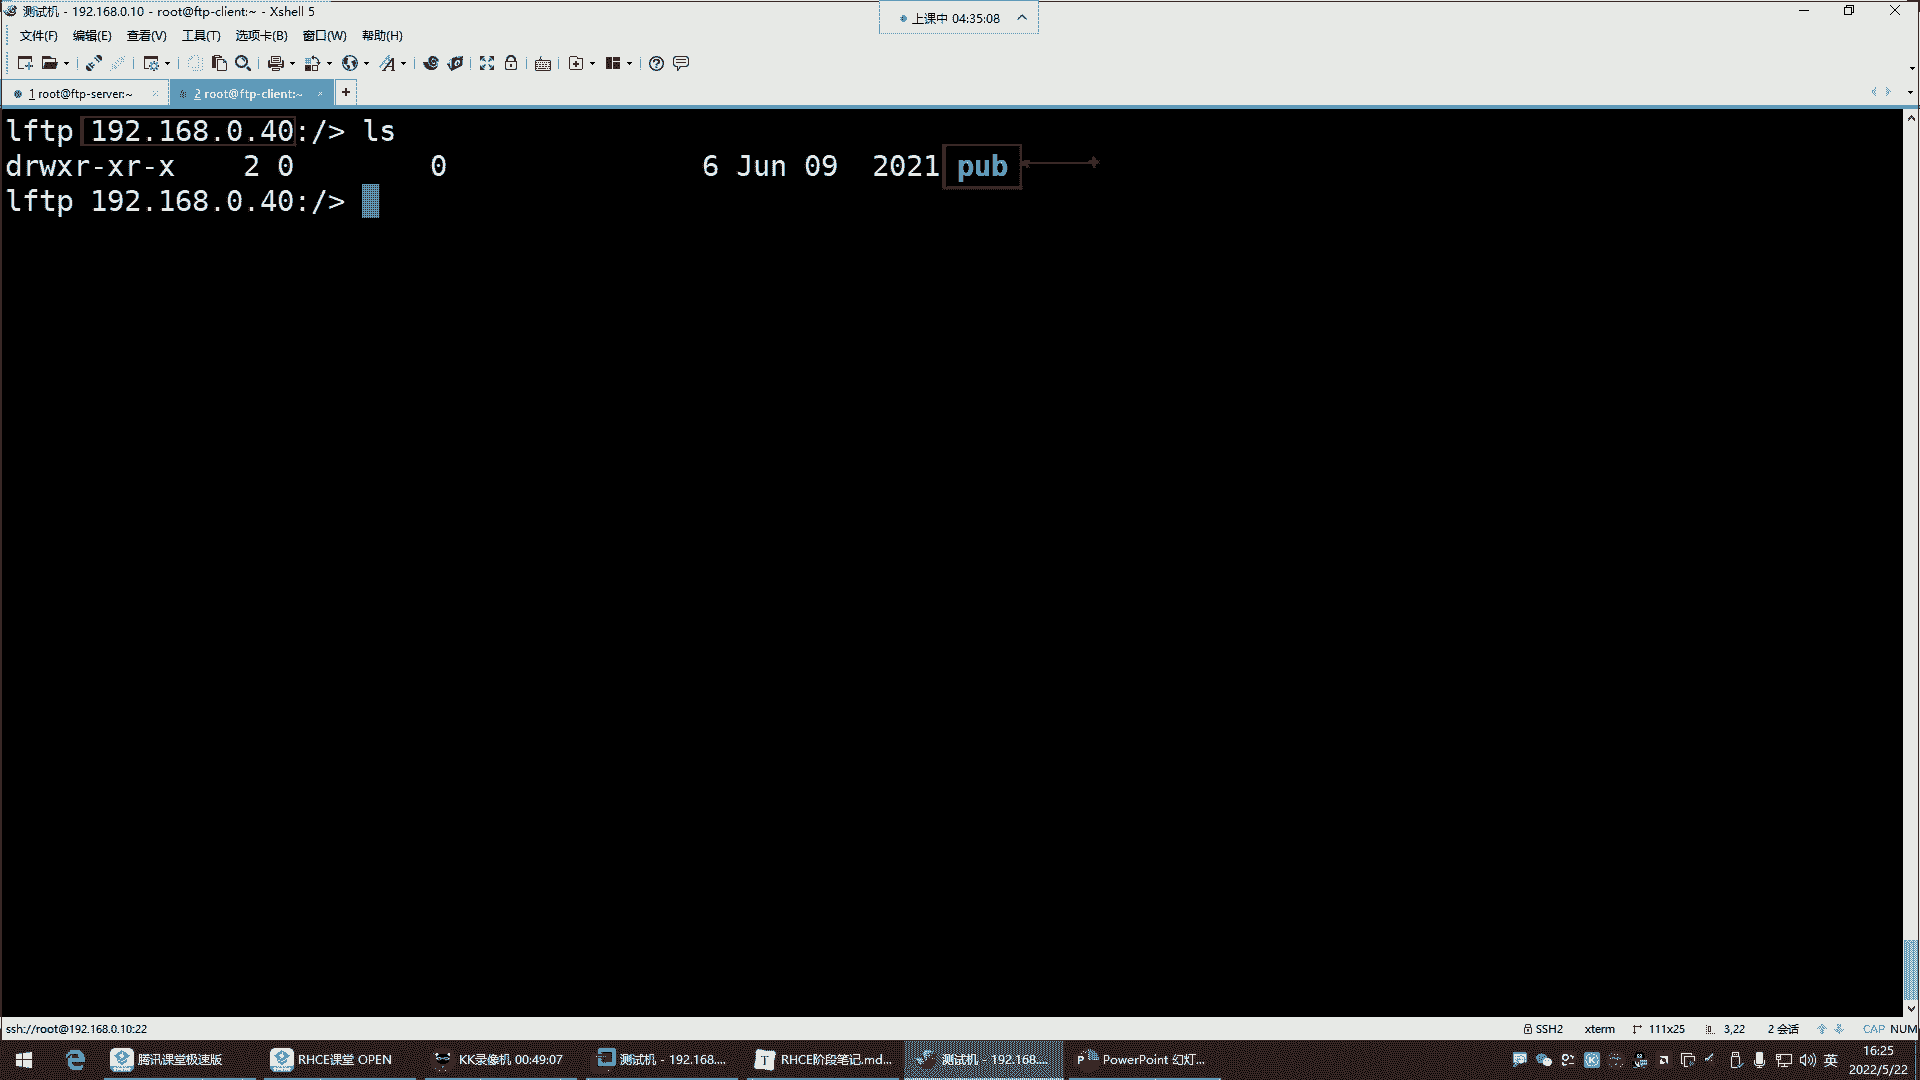 测试机 - 192.168.0.10 - root@ftp-client:~ - Xshell 5
上课中 04:35:08
文件(F) 编辑(E) 查看(V) 工具(T) 选项卡(B) 窗口(W) 帮助(H)
1 root@ftp-server:~ 2 root@ftp-client:~
lftp 192.168.0.40:/> ls
drwxr-xr-x 2 0 0 6 Jun 09 2021 pub
lftp 192.168.0.40:/>
ssh://root@192.168.0.10:22 SSH2 xterm 111x25 3,22 2 会话 CAP NUM
腾讯课堂极速版 RHCE课堂 OPEN KK录像机 00:49:07 测试机 - 192.168.... RHCE阶段笔记.md... 测试机 - 192.168.... PowerPoint 幻灯... 英 16:25
2022/5/22